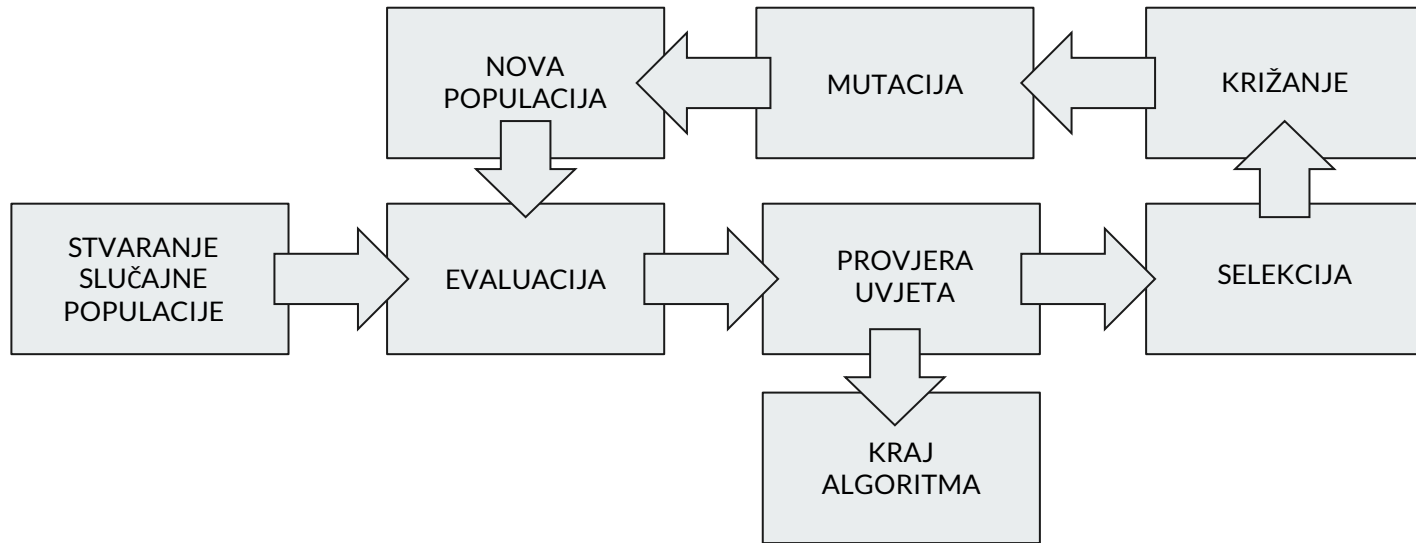 NOVA
POPULACIJA
MUTACIJA
KRIŽANJE
STVARANJE
SLUČAJNE
POPULACIJE
EVALUACIJA
PROVJERA
UVJETA
SELEKCIJA
KRAJ
ALGORITMA